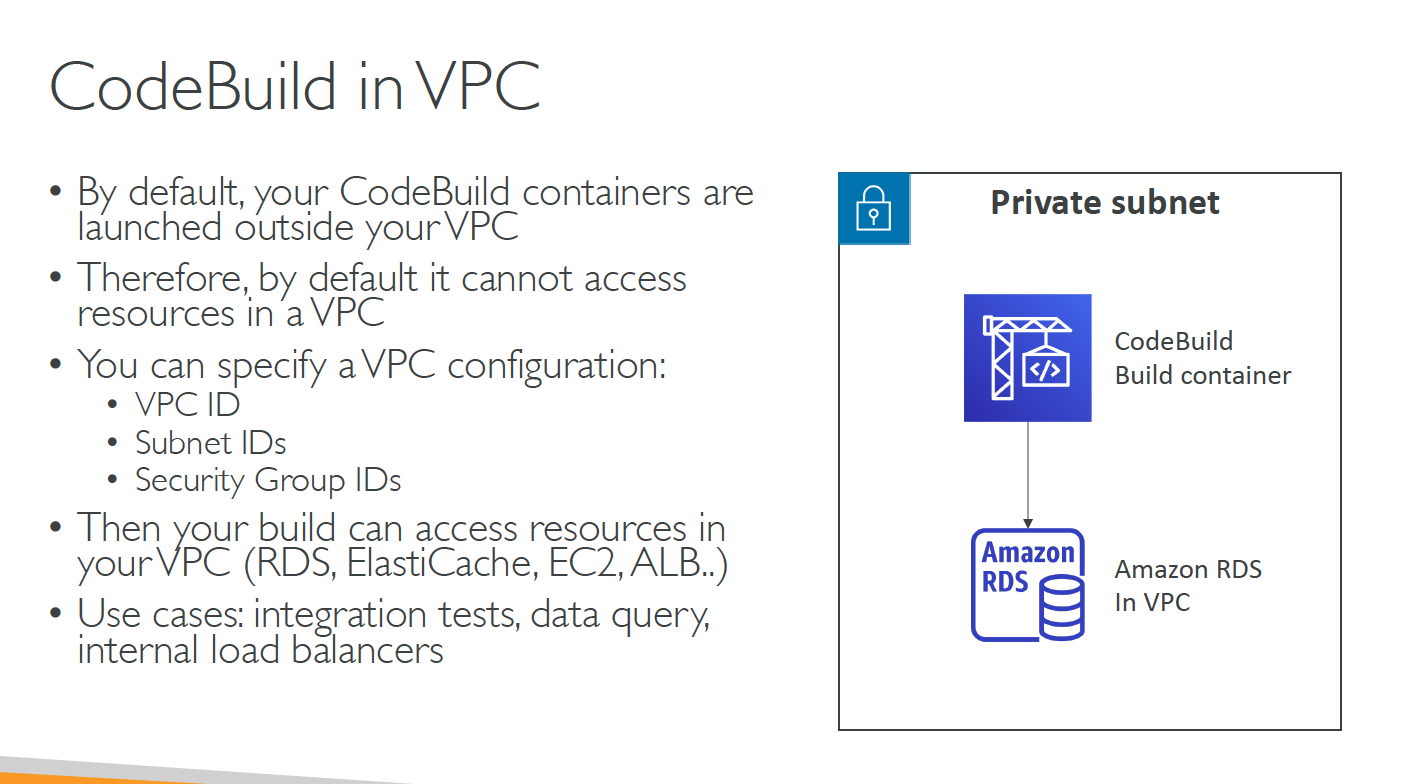 CodeBuild in VPC
• By default, your CodeBuild containers are
launched outside your VPC
• Therefore, by default it cannot access
resources in a VPC
• You can specify a VPC configuration:
• VPC ID
• Subnet IDs
• Security Group IDs
• Then your build can access resources in
your VPC (RDS, ElastiCache, EC2, ALB..)
• Use cases: integration tests, data query,
internal load balancers
Private subnet
</>
CodeBuild
Build container
Amazon
RDS
Amazon RDS
In VPC